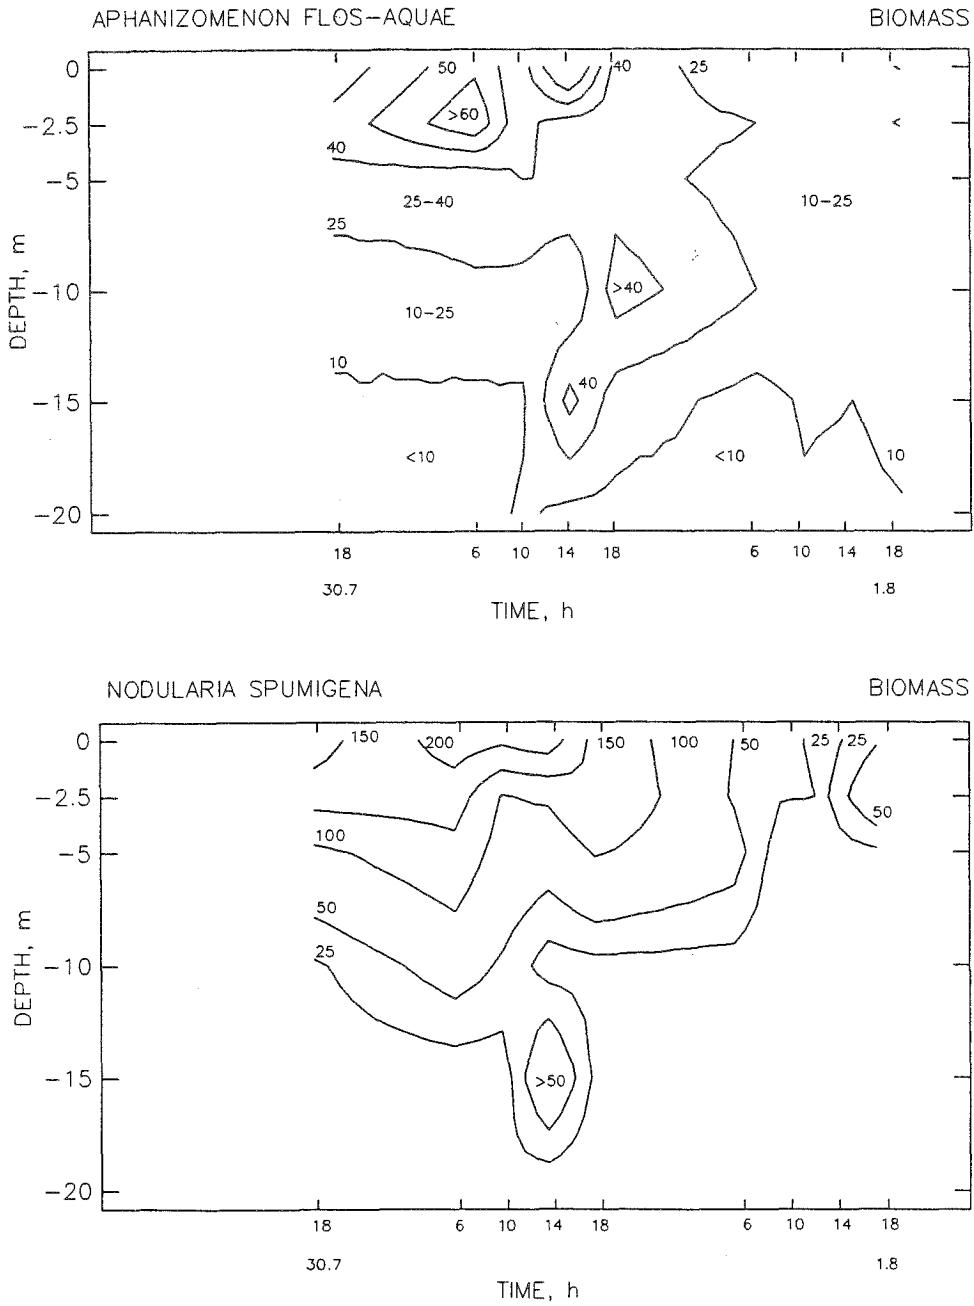 APHANIZOMENON FLOS-AQUAE BIOMASS
0 50 40 25
>60
-2.5 <
40
-5
25-40 10-25
25
DEPTH, m
-10 >40
10-25
10
40
-15
<10 <10 10
-20
18 6 10 14 18 6 10 14 18
30.7 1.8
TIME, h
NODULARIA SPUMIGENA BIOMASS
0 150 200 150 100 50 25 25
-2.5
50
100
-5
50
DEPTH, m
25
-10
-15 >50
-20
18 6 10 14 18 6 10 14 18
30.7 1.8
TIME, h